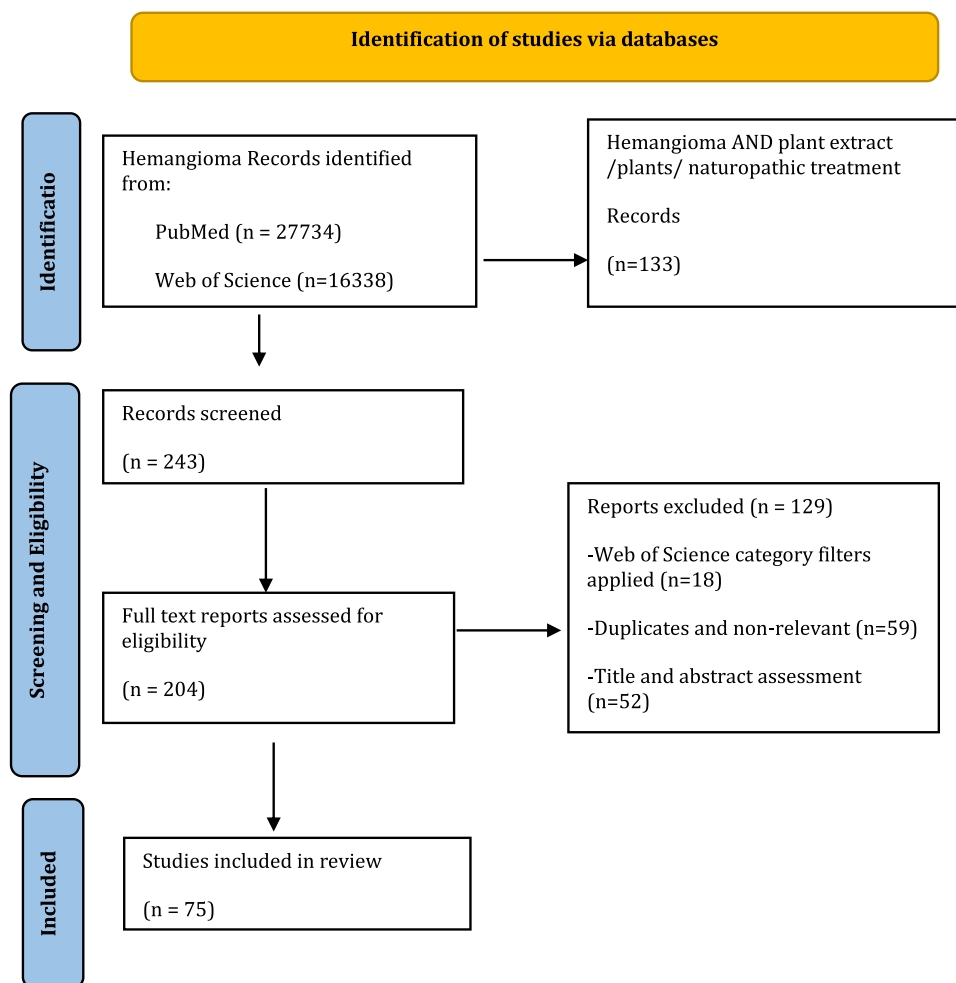 Identification of studies via databases
Identificatio
Hemangioma Records identified
from:
PubMed (n = 27734)
Web of Science (n=16338)
Hemangioma AND plant extract
/plants/ naturopathic treatment
Records
(n=133)
Screening and Eligibility
Records screened
(n = 243)
Full text reports assessed for
eligibility
(n = 204)
Reports excluded (n = 129)
-Web of Science category filters
applied (n=18)
-Duplicates and non-relevant (n=59)
-Title and abstract assessment
(n=52)
Included
Studies included in review
(n = 75)